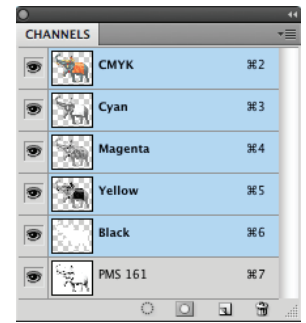 CHANNELS
CMYK ⌘2
Cyan ⌘3
Magenta ⌘4
Yellow ⌘5
Black ⌘6
PMS 161 ⌘7